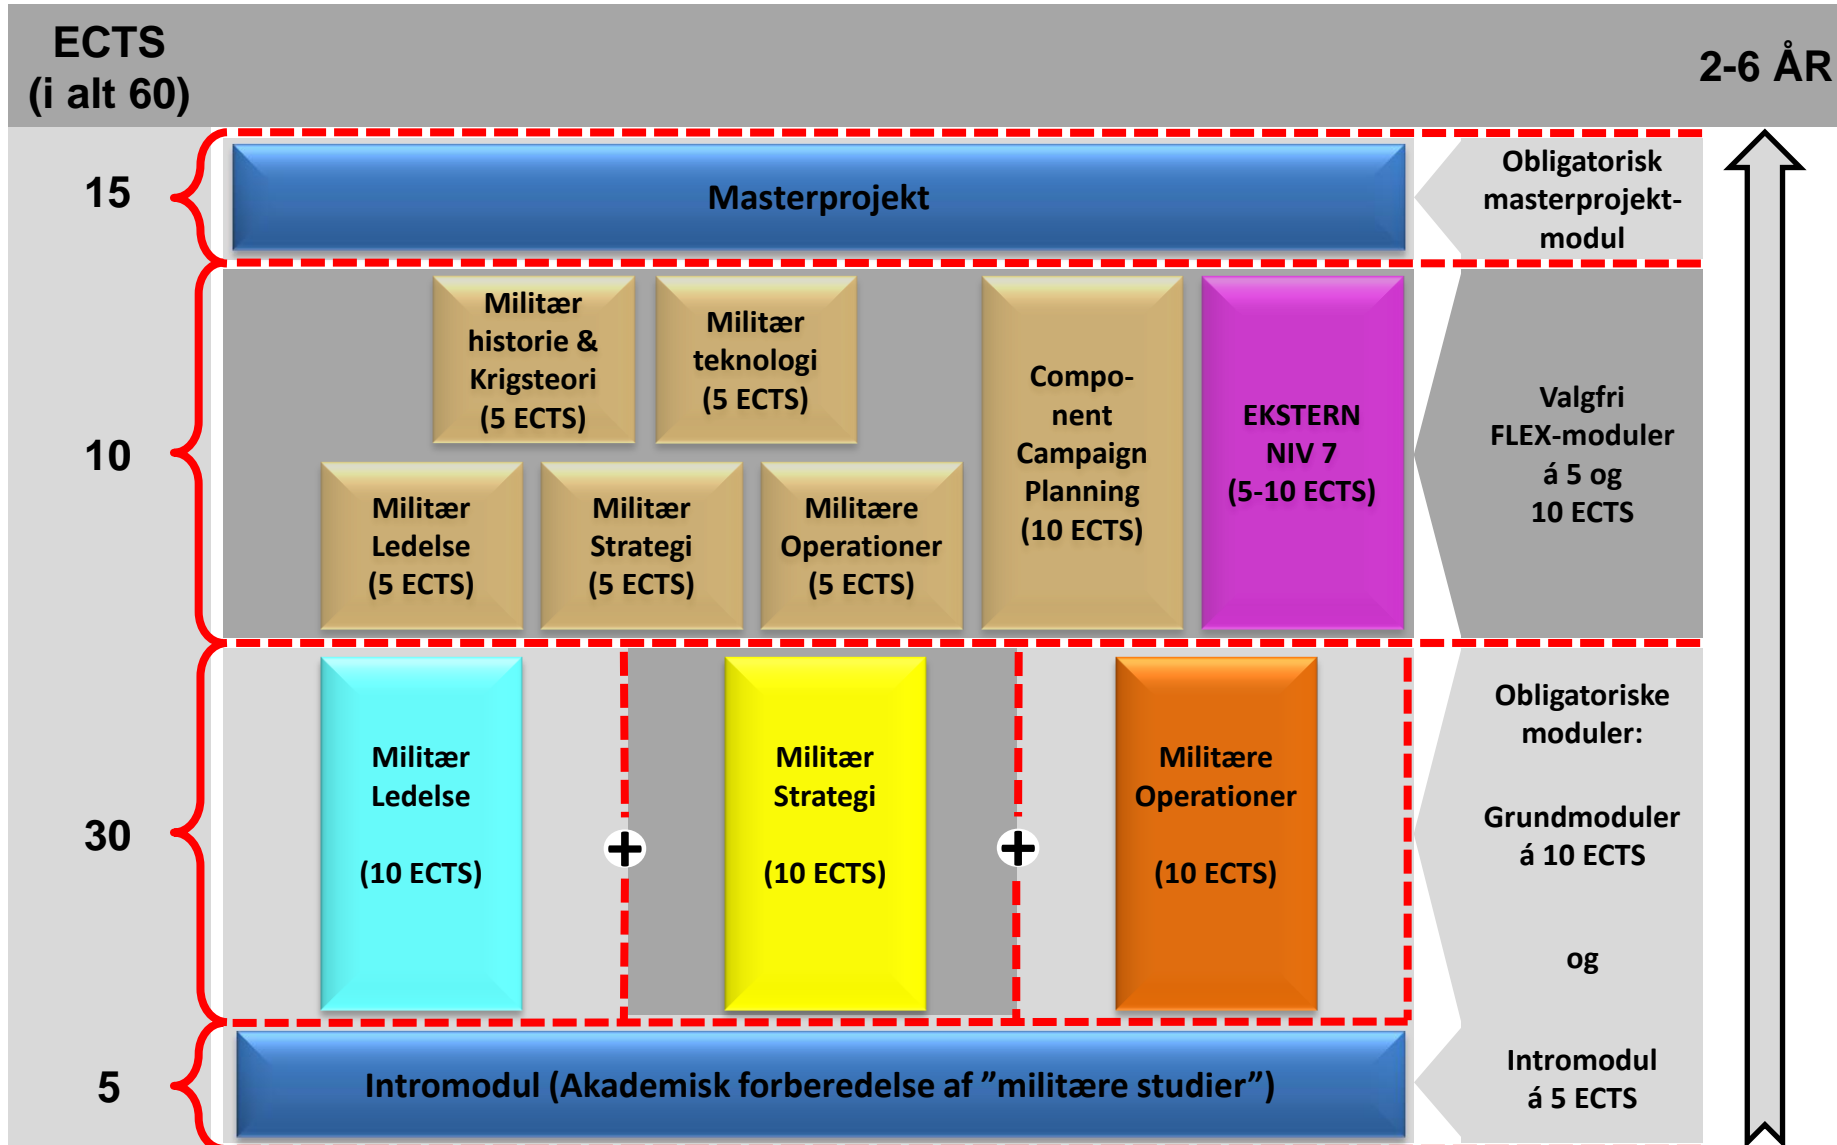 ECTS
(i alt 60)
2-6 ÅR
15
Masterprojekt
Obligatorisk
masterprojekt-
modul
10
Militær
historie &
Krigsteori
(5 ECTS)
Militær
teknologi
(5 ECTS)
Militær
Ledelse
(5 ECTS)
Militær
Strategi
(5 ECTS)
Militære
Operationer
(5 ECTS)
Compo-
nent
Campaign
Planning
(10 ECTS)
EKSTERN
NIV 7
(5-10 ECTS)
Valgfri
FLEX-moduler
á 5 og
10 ECTS
30
Militær
Ledelse
(10 ECTS)
+
Militær
Strategi
(10 ECTS)
+
Militære
Operationer
(10 ECTS)
Obligatoriske
moduler:
Grundmoduler
á 10 ECTS
og
5
Intromodul (Akademisk forberedelse af ”militære studier”)
Intromodul
á 5 ECTS